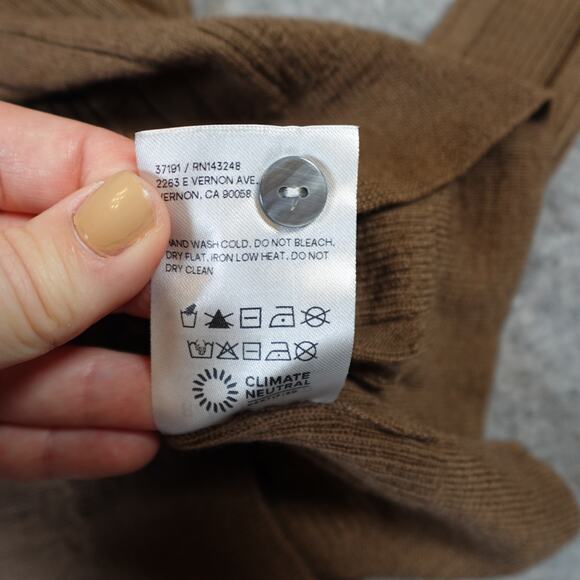 37191 / RN143248
2263 E VERNON AVE.
VERNON, CA 90058
HAND WASH COLD. DO NOT BLEACH.
DRY FLAT. IRON LOW HEAT. DO NOT
DRY CLEAN
CLIMATE
NEUTRAL
CERTIFIED